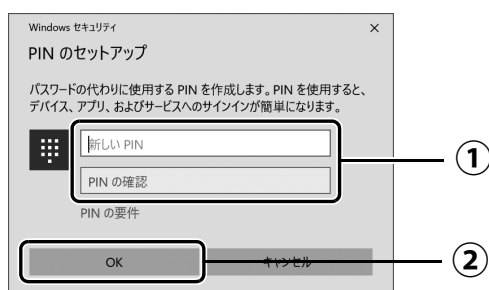 Windows セキュリティ
PIN のセットアップ
パスワードの代わりに使用する PIN を作成します。PIN を使用すると、
デバイス、アプリ、およびサービスへのサインインが簡単になります。
新しい PIN
①
PIN の確認
PIN の要件
OK
キャンセル
②